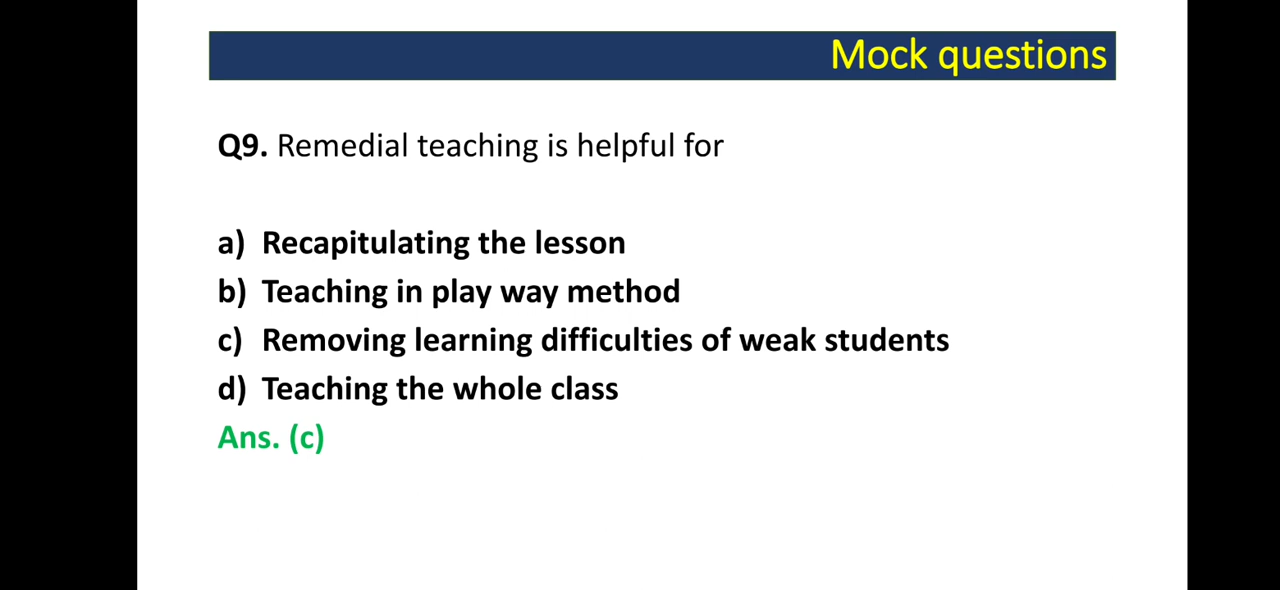 Mock questions
Q9. Remedial teaching is helpful for
a) Recapitulating the lesson
b) Teaching in play way method
c) Removing learning difficulties of weak students
d) Teaching the whole class
Ans. (c)